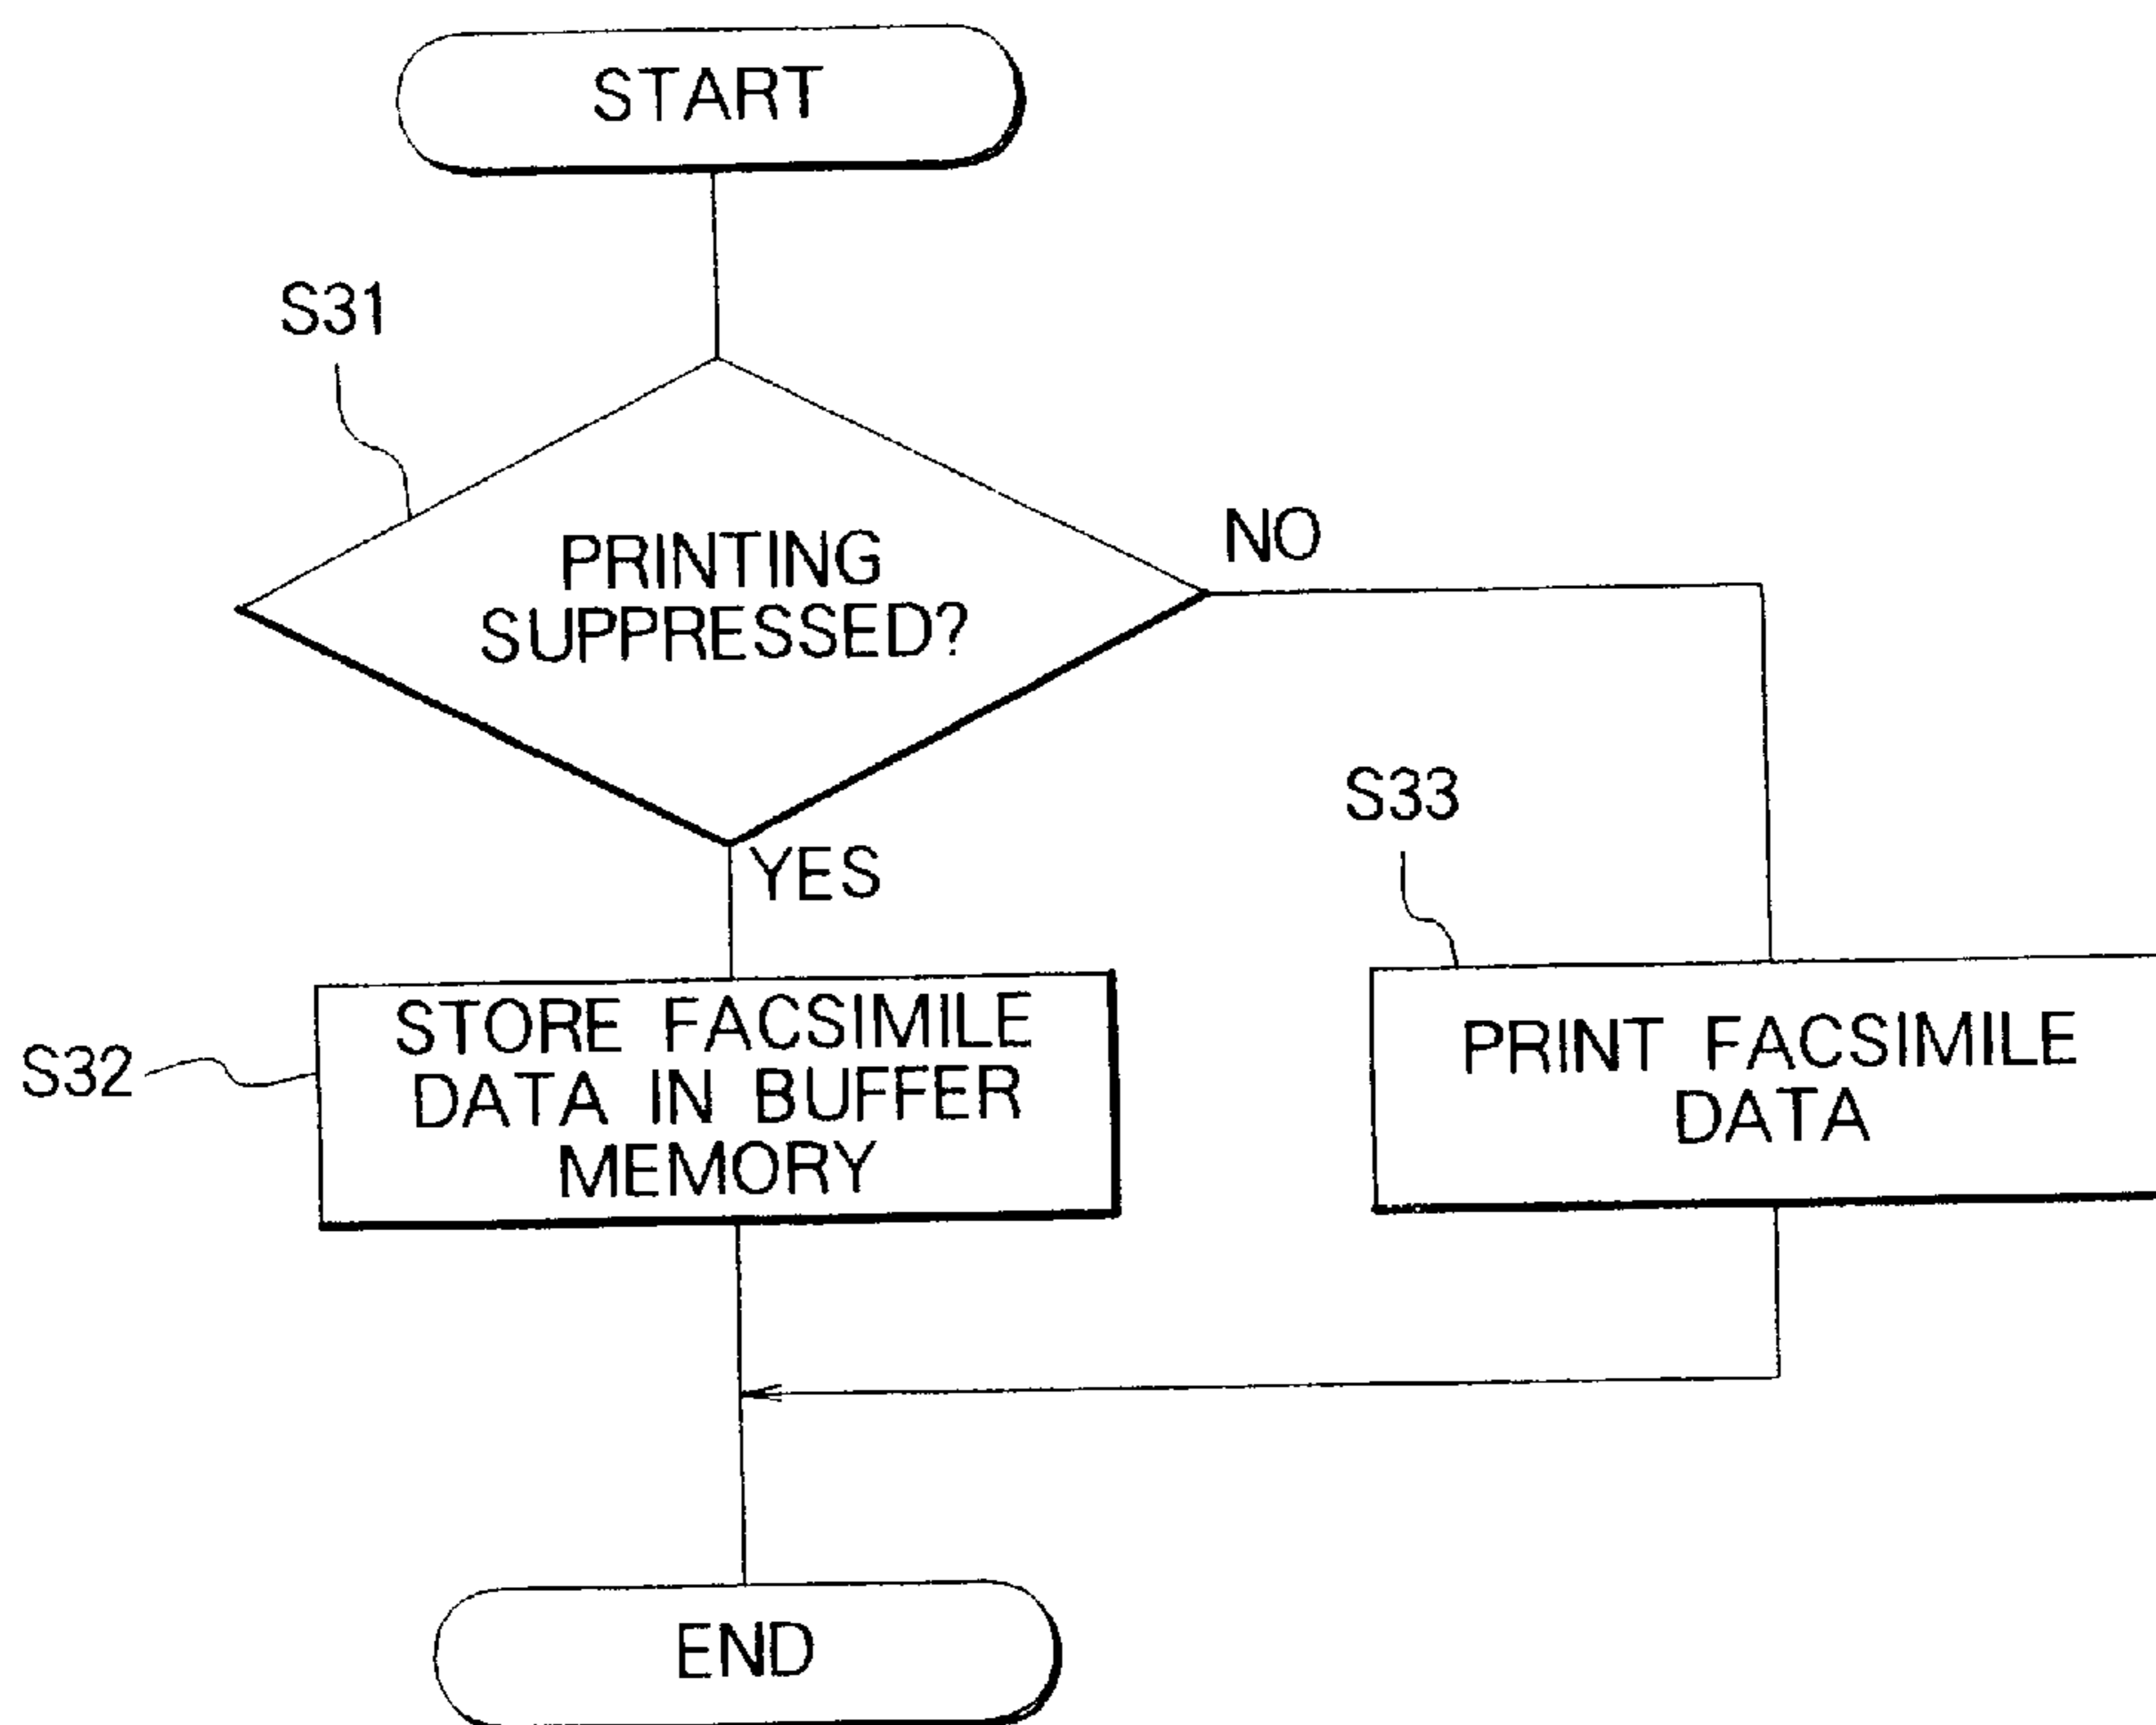 START
S31
PRINTING
SUPPRESSED?
NO
YES
S33
S32
STORE FACSIMILE
DATA IN BUFFER
MEMORY
PRINT FACSIMILE
DATA
END